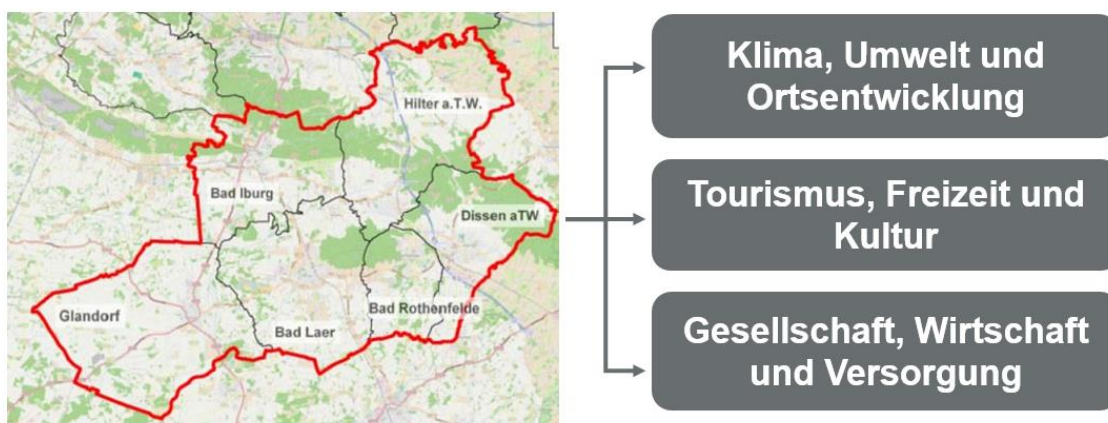 Hilter a.T.W.
Bad Iburg
Dissen aTW
Glandorf
Bad Laer
Bad Rothenfelde
Klima, Umwelt und
Ortsentwicklung
Tourismus, Freizeit und
Kultur
Gesellschaft, Wirtschaft
und Versorgung